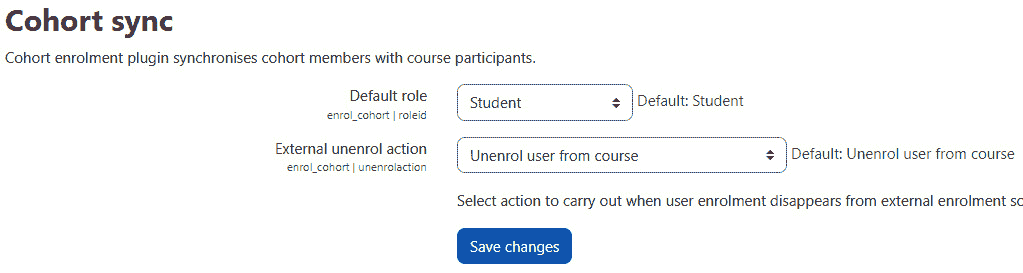 Cohort sync
Cohort enrolment plugin synchronises cohort members with course participants.
Default role
enrol_cohort | roleid
Student
Default: Student
External unenrol action
enrol_cohort | unenrolaction
Unenrol user from course
Default: Unenrol user from course
Select action to carry out when user enrolment disappears from external enrolment
Save changes